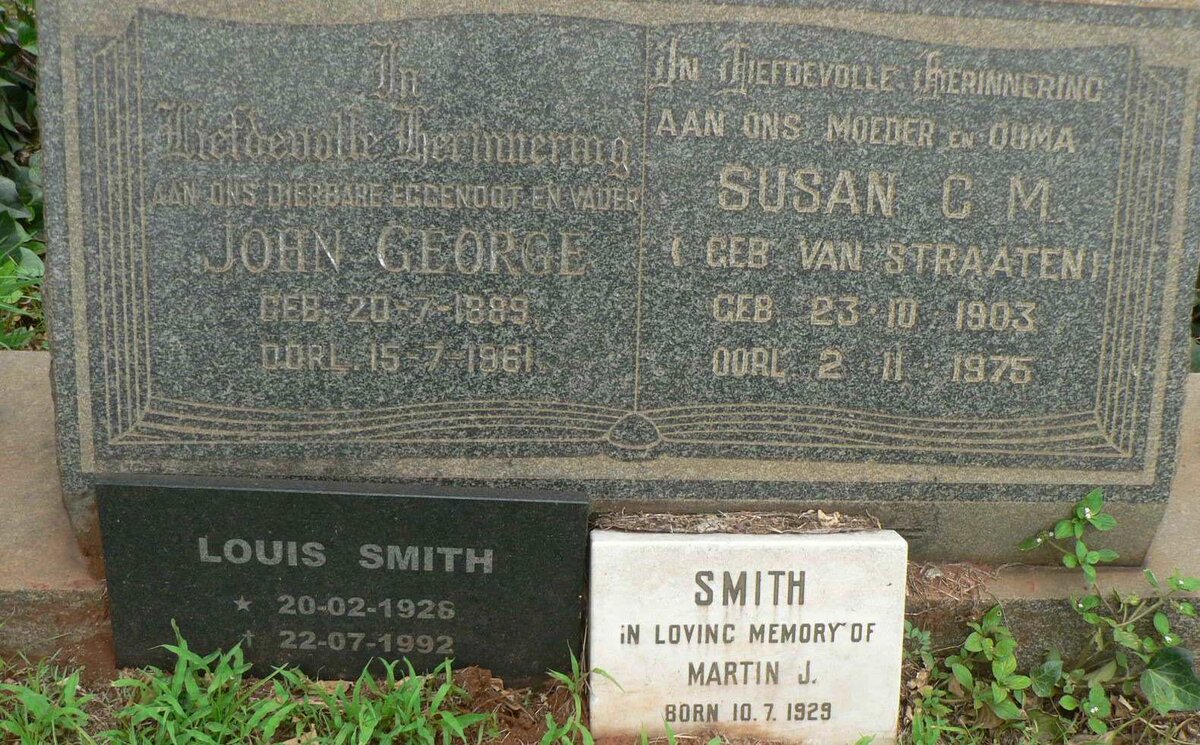 In
Liefdevolle Herinnering
AAN ONS DIERBARE EGGENOOT EN VADER
JOHN GEORGE
GEB. 20-7-1889.
OORL. 15-7-1961.
IN LIEFDEVOLLE HERINNERING
AAN ONS MOEDER EN OUMA
SUSAN C M.
( GEB VAN STRAATEN)
GEB 23·10·1903
OORL 2·11·1975
LOUIS SMITH
★ 20-02-1926
† 22-07-1992
SMITH
IN LOVING MEMORY OF
MARTIN J.
BORN 10.7.1929